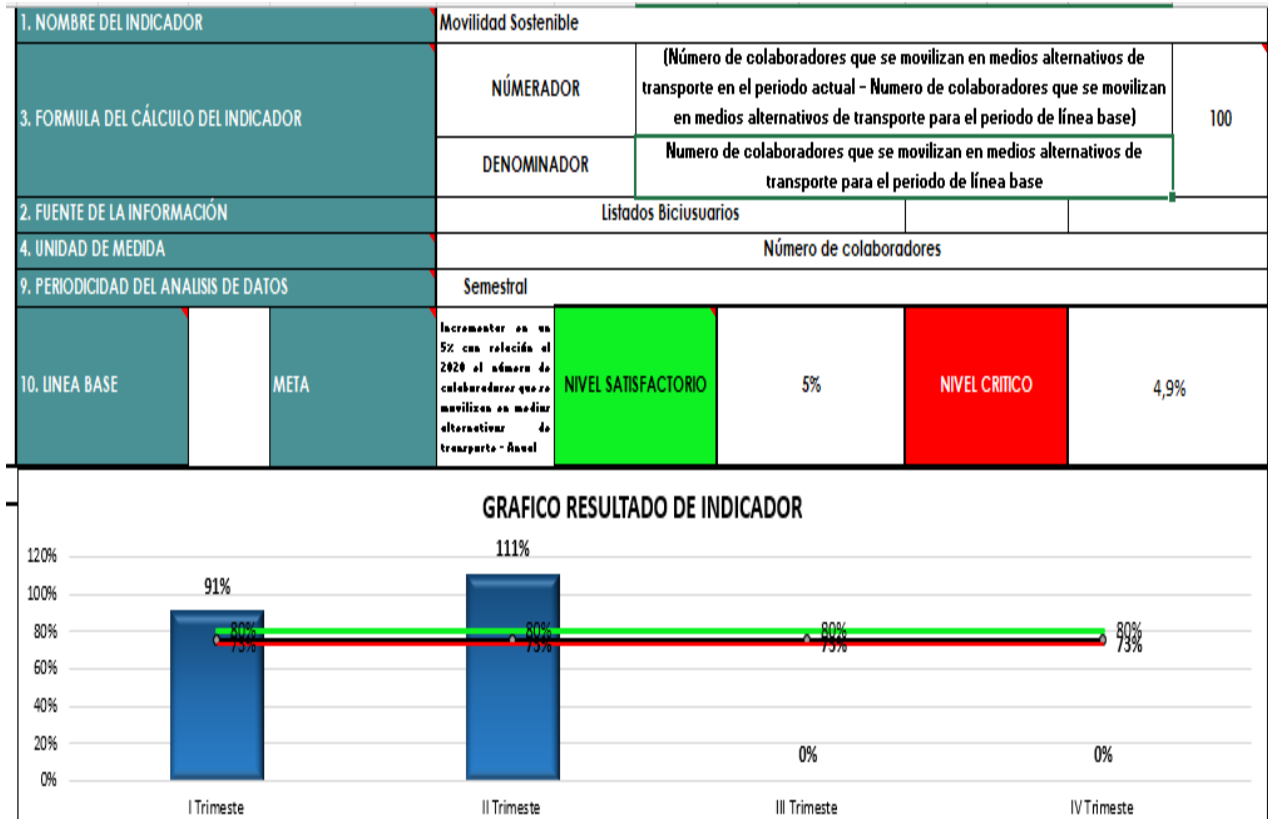 1. NOMBRE DEL INDICADOR
Movilidad Sostenible
3. FORMULA DEL CÁLCULO DEL INDICADOR
NÚMERADOR
(Número de colaboradores que se movilizan en medios alternativos de
transporte en el periodo actual - Numero de colaboradores que se movilizan
en medios alternativos de transporte para el periodo de línea base)
100
DENOMINADOR
Numero de colaboradores que se movilizan en medios alternativos de
transporte para el periodo de línea base
2. FUENTE DE LA INFORMACIÓN
Listados Biciusuarios
4. UNIDAD DE MEDIDA
Número de colaboradores
9. PERIODICIDAD DEL ANALISIS DE DATOS
Semestral
10. LINEA BASE
META
Incrementar en un
5% con relación al
2020 el número de
colaboradores que se
movilizan en medios
alternativos de
transporte - Anual
NIVEL SATISFACTORIO
5%
NIVEL CRITICO
4,9%
GRAFICO RESULTADO DE INDICADOR
120%
100%
80%
60%
40%
20%
0%
91%
111%
0%
0%
80%
80%
80%
80%
73%
73%
73%
73%
I Trimeste
II Trimeste
III Trimeste
IV Trimeste